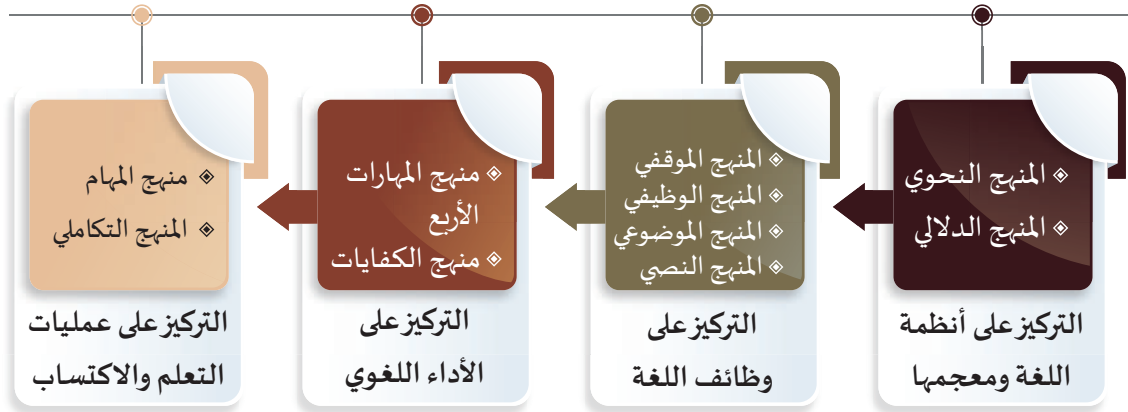 ◈ المنهج النحوي
◈ المنهج الدلالي
التركيز على أنظمة
اللغة ومعجمها
◈ المنهج الموقفي
◈ المنهج الوظيفي
◈ المنهج الموضوعي
◈ المنهج النصي
التركيز على
وظائف اللغة
◈ منهج المهارات
الأربع
◈ منهج الكفايات
التركيز على
الأداء اللغوي
◈ منهج المهام
◈ المنهج التكاملي
التركيز على عمليات
التعلم والاكتساب